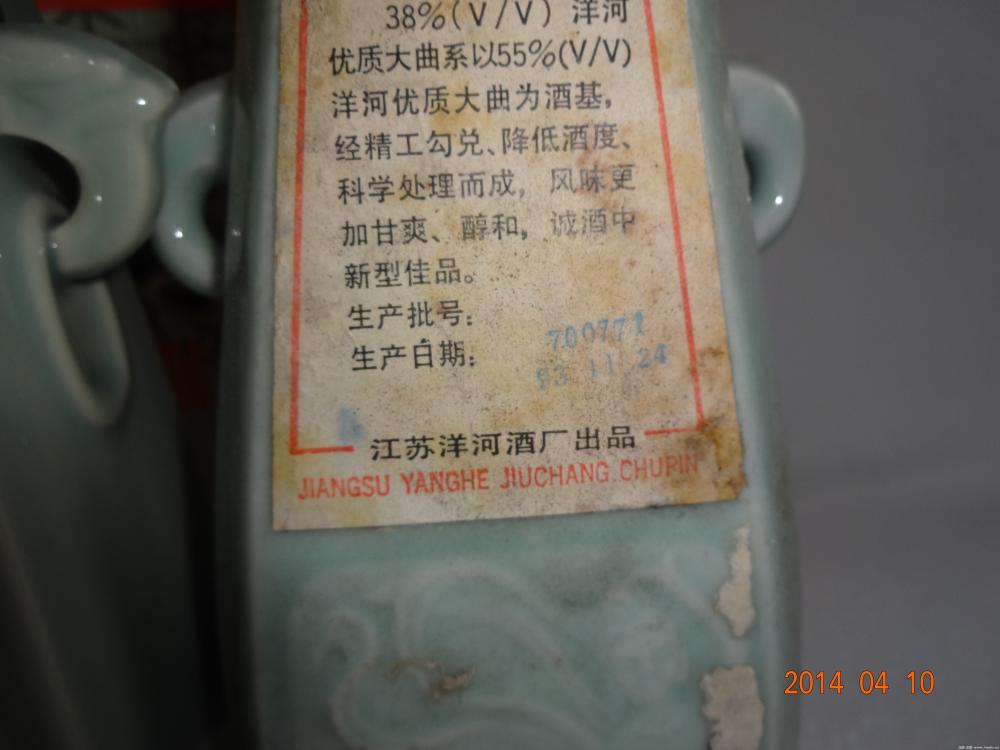 38%(V/V) 洋河
优质大曲系以55%(V/V)
洋河优质大曲为酒基,
经精工勾兑、降低酒度、
科学处理而成, 风味更
加甘爽、醇和, 诚酒中
新型佳品。
生产批号:
700771
生产日期:
93 11 24
江苏洋河酒厂出品
JIANGSU YANGHE JIUCHANG CHUPIN
2014 04 10